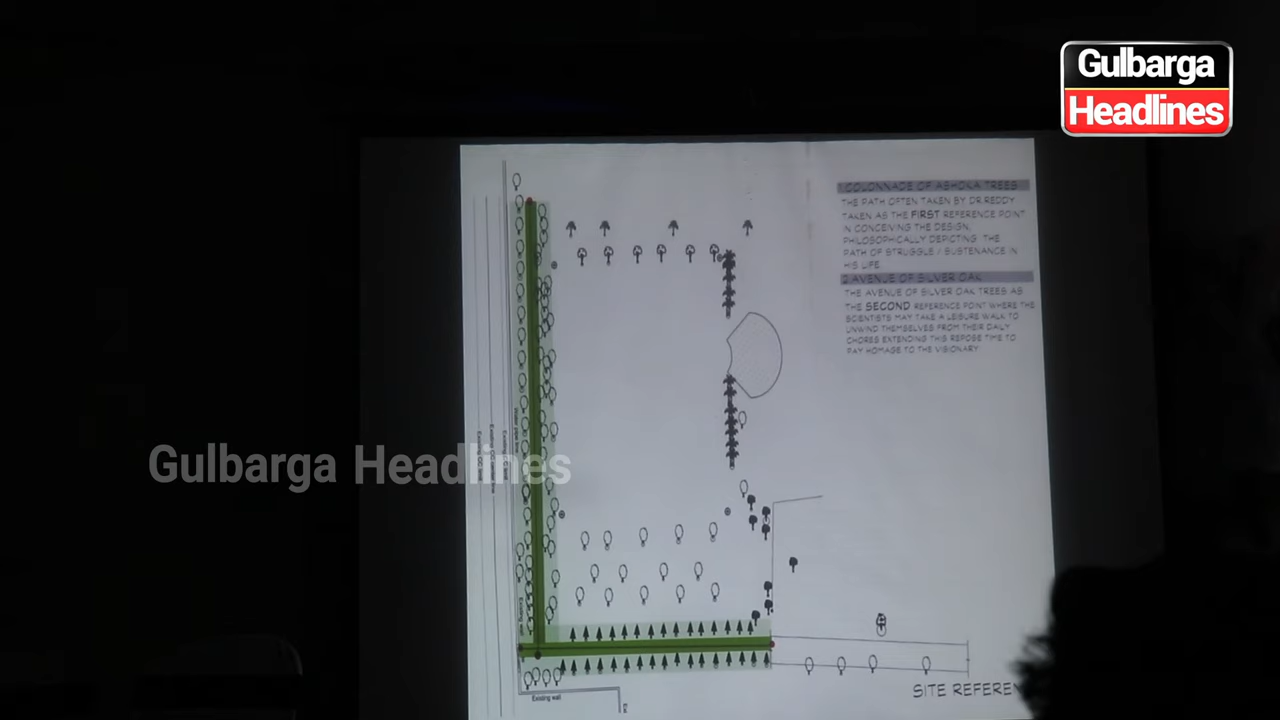 Gulbarga
Headlines
1 COLONNADE OF ASHOKA TREES
THE PATH OFTEN TAKEN BY DR.REDDY
TAKEN AS THE FIRST REFERENCE POINT
IN CONCEIVING THE DESIGN,
PHILOSOPHICALLY DEPICTING THE
PATH OF STRUGGLE / SUSTENANCE IN
HIS LIFE.
2 AVENUE OF SILVER OAK
THE AVENUE OF SILVER OAK TREES AS
THE SECOND REFERENCE POINT WHERE THE
SCIENTISTS MAY TAKE A LEISURE WALK TO
UNWIND THEMSELVES FROM THEIR DAILY
CHORES EXTENDING THIS REPOSE TIME TO
PAY HOMAGE TO THE VISIONARY
Gulbarga Headlines
Existing wall
Existing wall
SITE REFEREN